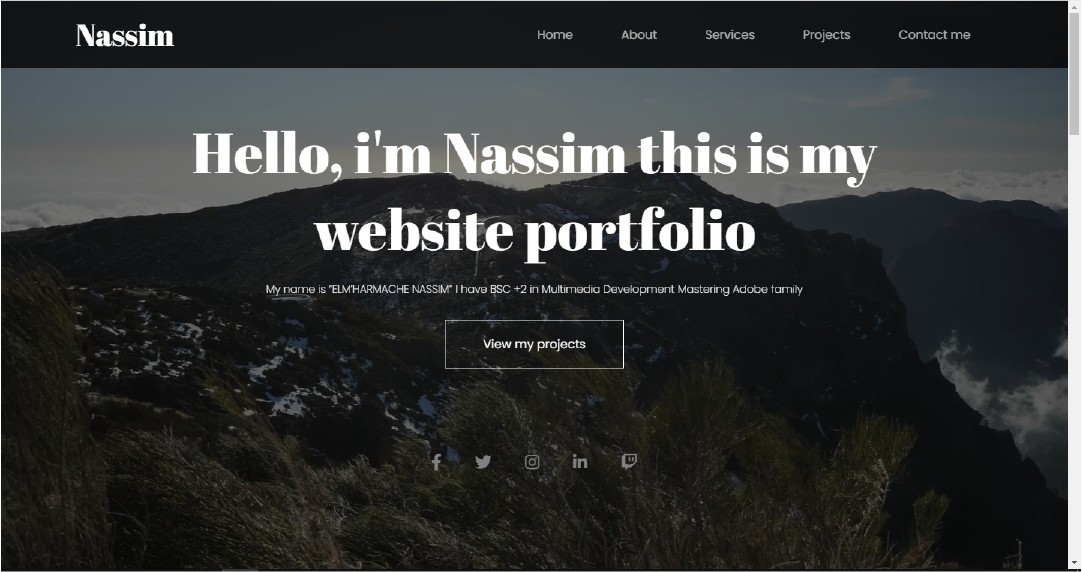 Nassim
Home About Services Projects Contact me
Hello, i'm Nassim this is my
website portfolio
My name is "ELM'HARMACHE NASSIM" I have BSC +2 in Multimedia Development Mastering Adobe family
View my projects